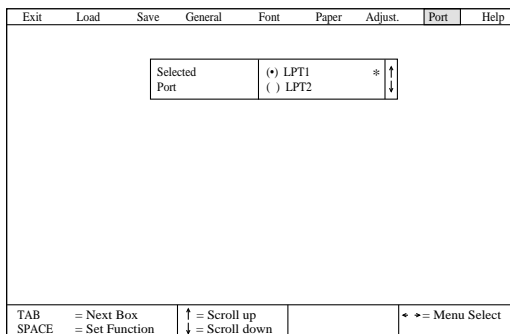 Exit Load Save General Font Paper Adjust. Port Help
Selected (•) LPT1 * ↑
Port ( ) LPT2 ↓
TAB = Next Box ↑ = Scroll up ← → = Menu Select
SPACE = Set Function ↓ = Scroll down